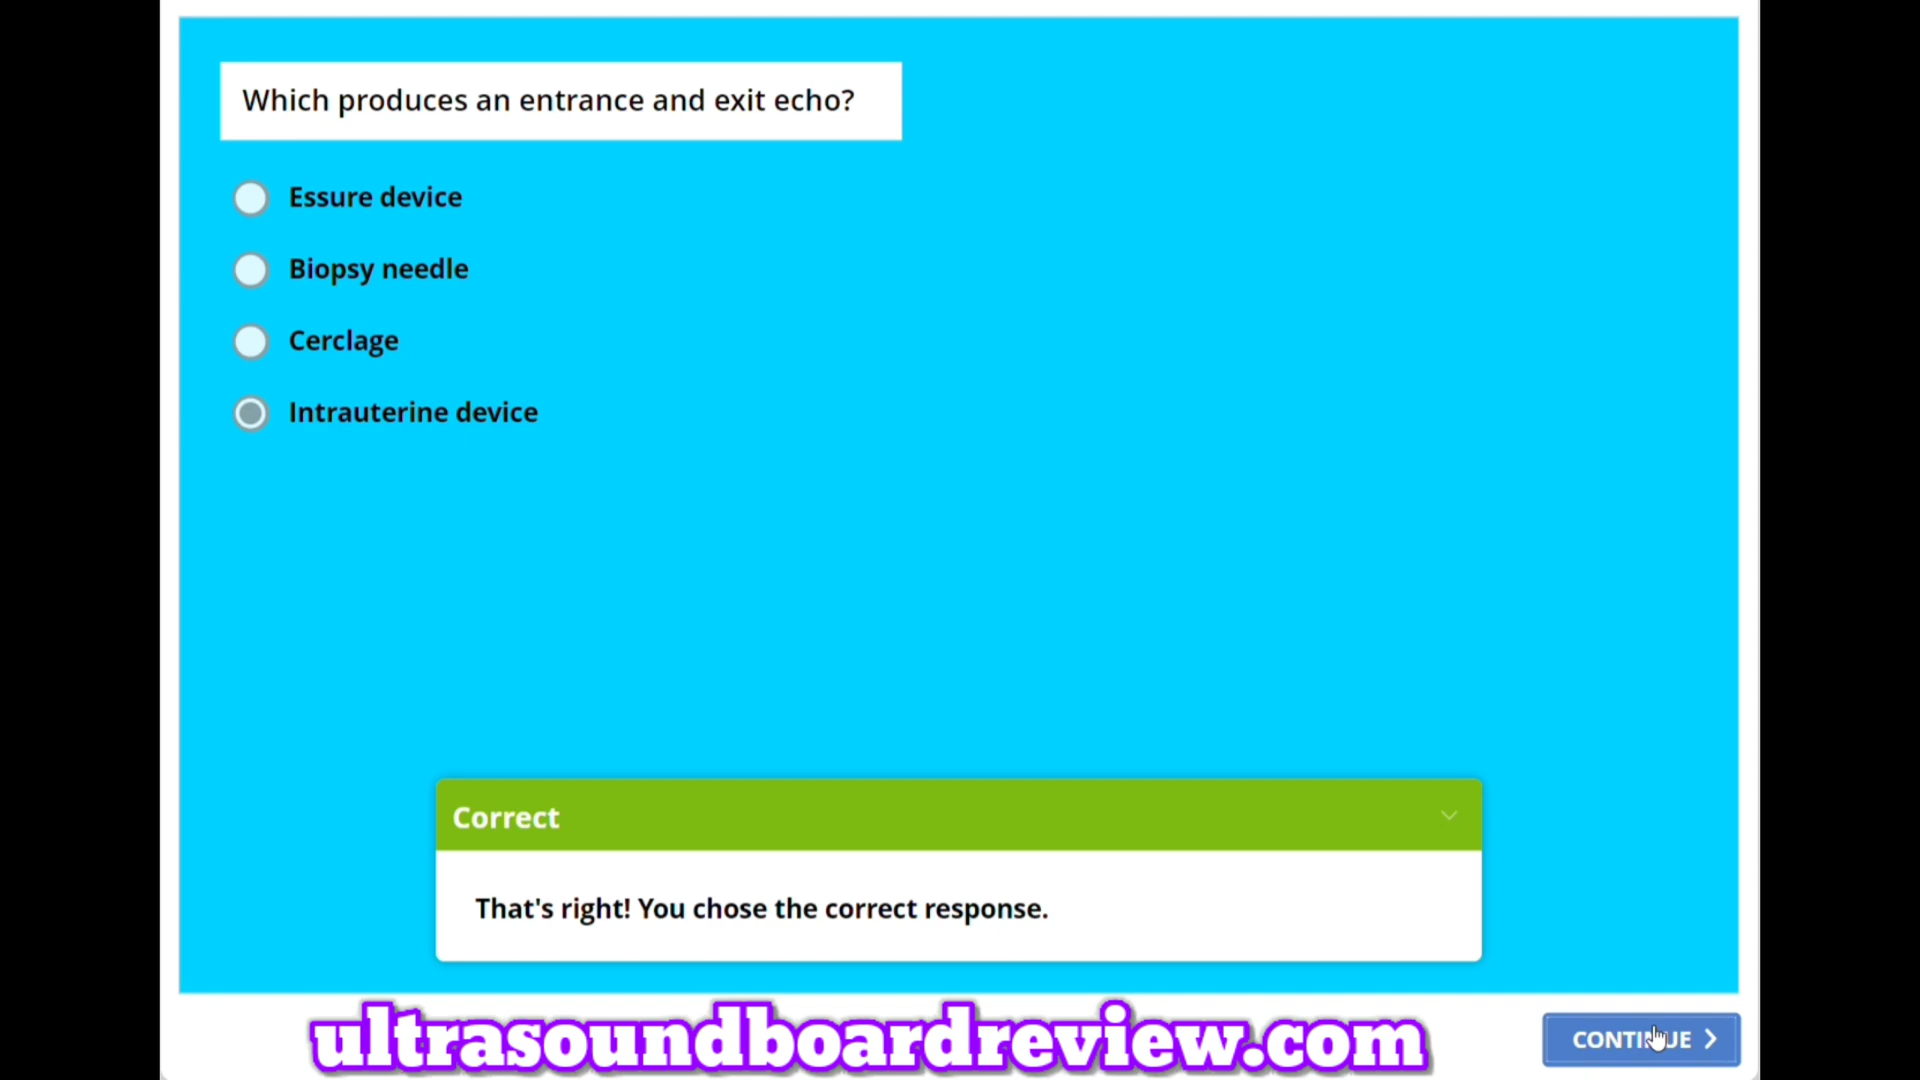 Which produces an entrance and exit echo?
Essure device
Biopsy needle
Cerclage
Intrauterine device
Correct
That's right! You chose the correct response.
ultrasoundboardreview.com
CONTINUE